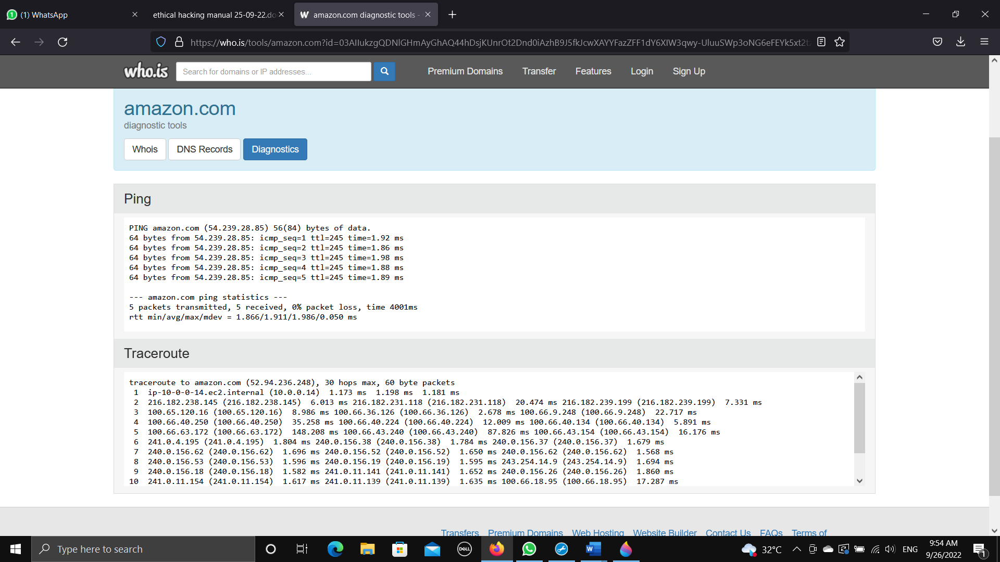 (1) WhatsApp
ethical hacking manual 25-09-22.do
W amazon.com diagnostic tools -
https://who.is/tools/amazon.com?id=03AIIukzgQDNlGHmAyGhAQ44hDsjKUnrOt2Dnd0iAzhB9J5fkJcwXAYYFazZFF1dY6XIW3qwy-UluuSWp3oNG6eFEYk5xt2t
who.is
Search for domains or IP addresses...
Premium Domains Transfer Features Login Sign Up
amazon.com
diagnostic tools
Whois DNS Records Diagnostics
Ping
PING amazon.com (54.239.28.85) 56(84) bytes of data.
64 bytes from 54.239.28.85: icmp_seq=1 ttl=245 time=1.92 ms
64 bytes from 54.239.28.85: icmp_seq=2 ttl=245 time=1.86 ms
64 bytes from 54.239.28.85: icmp_seq=3 ttl=245 time=1.98 ms
64 bytes from 54.239.28.85: icmp_seq=4 ttl=245 time=1.88 ms
64 bytes from 54.239.28.85: icmp_seq=5 ttl=245 time=1.89 ms
--- amazon.com ping statistics ---
5 packets transmitted, 5 received, 0% packet loss, time 4001ms
rtt min/avg/max/mdev = 1.866/1.911/1.986/0.050 ms
Traceroute
traceroute to amazon.com (52.94.236.248), 30 hops max, 60 byte packets
1 ip-10-0-0-14.ec2.internal (10.0.0.14) 1.173 ms 1.198 ms 1.181 ms
2 216.182.238.145 (216.182.238.145) 6.013 ms 216.182.231.118 (216.182.231.118) 20.474 ms 216.182.239.199 (216.182.239.199) 7.331 ms
3 100.65.120.16 (100.65.120.16) 8.986 ms 100.66.36.126 (100.66.36.126) 2.678 ms 100.66.9.248 (100.66.9.248) 22.717 ms
4 100.66.40.250 (100.66.40.250) 35.258 ms 100.66.40.224 (100.66.40.224) 12.009 ms 100.66.40.134 (100.66.40.134) 5.891 ms
5 100.66.63.172 (100.66.63.172) 148.208 ms 100.66.43.240 (100.66.43.240) 87.826 ms 100.66.43.154 (100.66.43.154) 16.176 ms
6 241.0.4.195 (241.0.4.195) 1.804 ms 240.0.156.38 (240.0.156.38) 1.784 ms 240.0.156.37 (240.0.156.37) 1.679 ms
7 240.0.156.62 (240.0.156.62) 1.696 ms 240.0.156.52 (240.0.156.52) 1.650 ms 240.0.156.62 (240.0.156.62) 1.568 ms
8 240.0.156.53 (240.0.156.53) 1.596 ms 240.0.156.19 (240.0.156.19) 1.595 ms 243.254.14.9 (243.254.14.9) 1.694 ms
9 240.0.156.18 (240.0.156.18) 1.582 ms 241.0.11.141 (241.0.11.141) 1.652 ms 240.0.156.26 (240.0.156.26) 1.860 ms
10 241.0.11.154 (241.0.11.154) 1.617 ms 241.0.11.139 (241.0.11.139) 1.635 ms 100.66.18.95 (100.66.18.95) 17.287 ms
Transfers Premium Domains Web Hosting Website Builder Contact Us FAQs Terms of
Type here to search
DELL
W
32°C
ENG
9:54 AM
9/26/2022
1